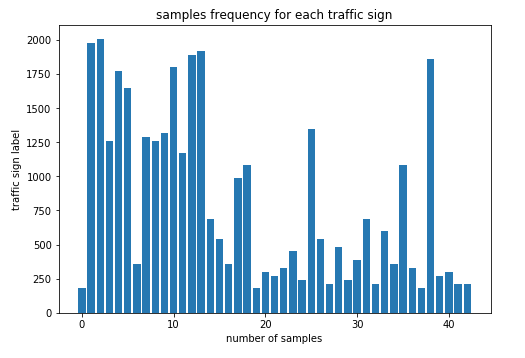 samples frequency for each traffic sign
traffic sign label
2000
1750
1500
1250
1000
750
500
250
0
0 10 20 30 40
number of samples